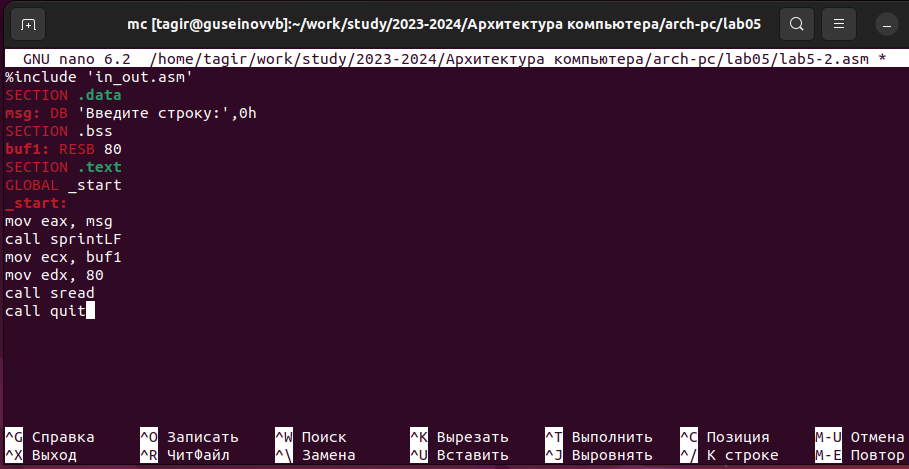 mc [tagir@guseinovvb]:~/work/study/2023-2024/Архитектура компьютера/arch-pc/lab05
GNU nano 6.2 /home/tagir/work/study/2023-2024/Архитектура компьютера/arch-pc/lab05/lab5-2.asm *
%include 'in_out.asm'
SECTION .data
msg: DB 'Введите строку:',0h
SECTION .bss
buf1: RESB 80
SECTION .text
GLOBAL _start
_start:
mov eax, msg
call sprintLF
mov ecx, buf1
mov edx, 80
call sread
call quit
^G Справка ^O Записать ^W Поиск ^K Вырезать ^T Выполнить ^C Позиция M-U Отмена
^X Выход ^R ЧитФайл ^\ Замена ^U Вставить ^J Выровнять ^/ К строке M-E Повтор